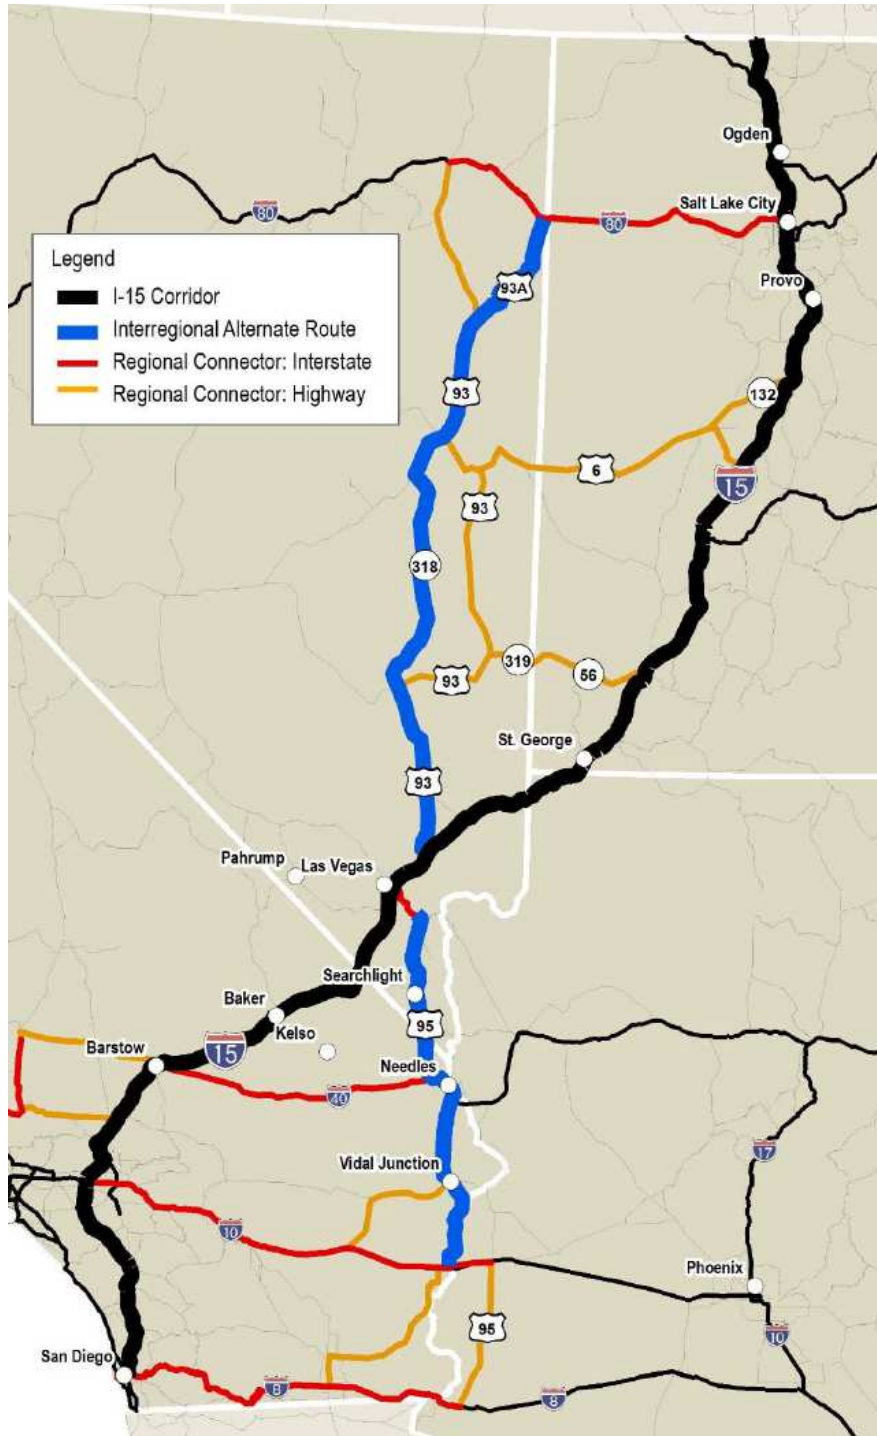 Ogden
Salt Lake City
80
80
Provo
Legend
I-15 Corridor
Interregional Alternate Route
Regional Connector: Interstate
Regional Connector: Highway
93A
93
132
6
15
93
318
319
93
56
St. George
93
Pahrump
Las Vegas
Searchlight
Baker
95
Kelso
15
Barstow
Needles
40
Vidal Junction
17
10
Phoenix
95
10
San Diego
8
8